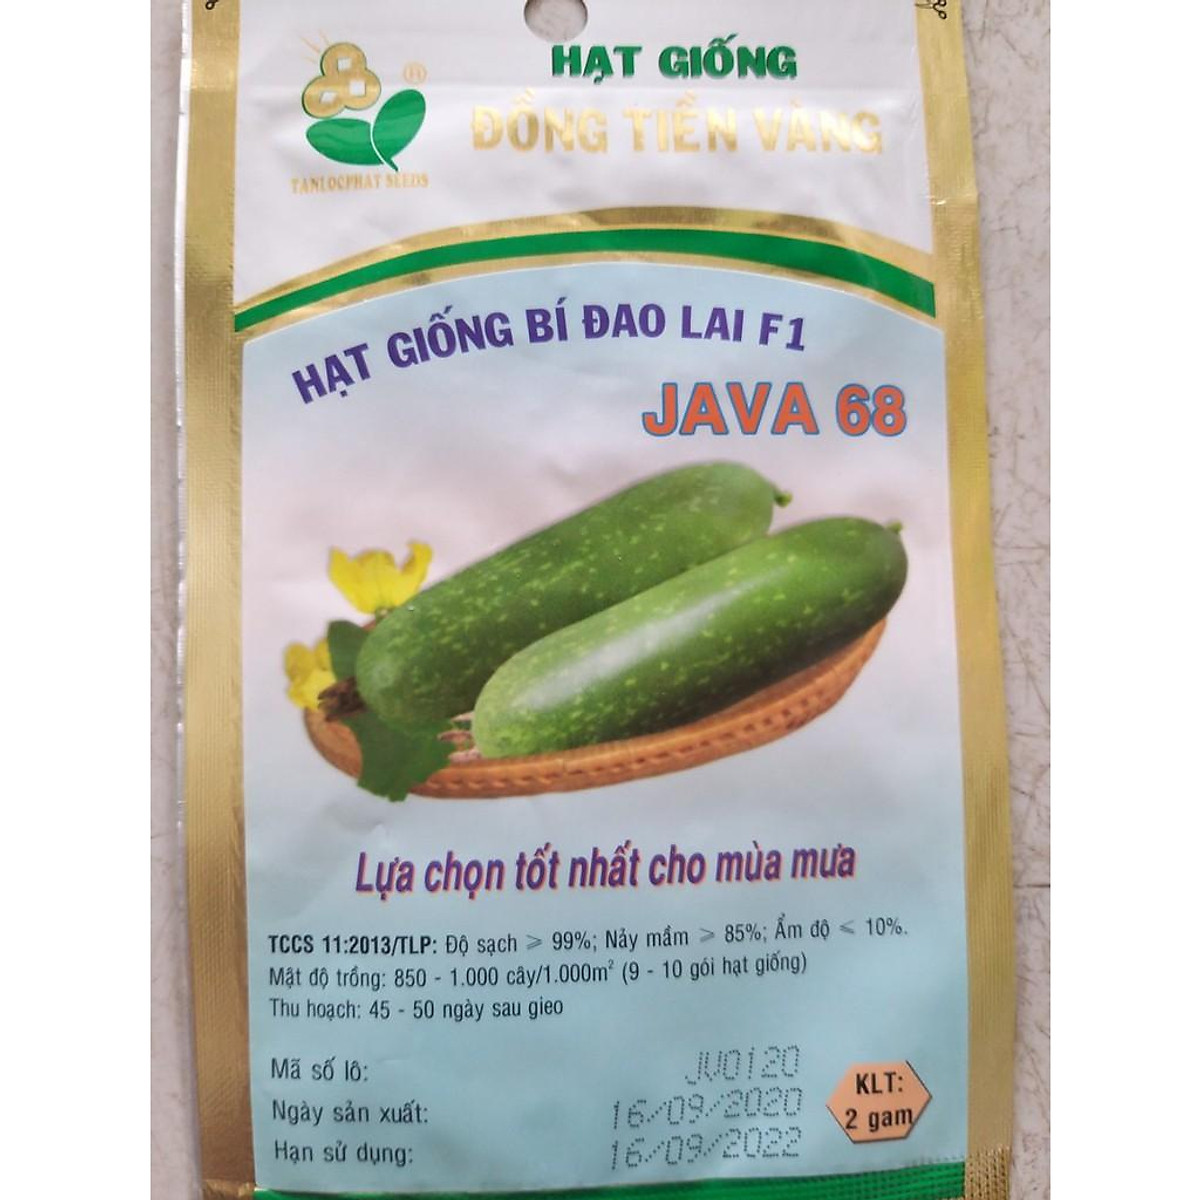 HẠT GIỐNG
ĐỒNG TIỀN VÀNG
®
TANLOCPHAT SEEDS
HẠT GIỐNG BÍ ĐAO LAI F1
JAVA 68
Lựa chọn tốt nhất cho mùa mưa
TCCS 11:2013/TLP: Độ sạch ⩾ 99%; Nảy mầm ⩾ 85%; Ẩm độ ⩽ 10%.
Mật độ trồng: 850 - 1.000 cây/1.000m² (9 - 10 gói hạt giống)
Thu hoạch: 45 - 50 ngày sau gieo
Mã số lô: JV0120
Ngày sản xuất: 16/09/2020
Hạn sử dụng: 16/09/2022
KLT:
2 gam